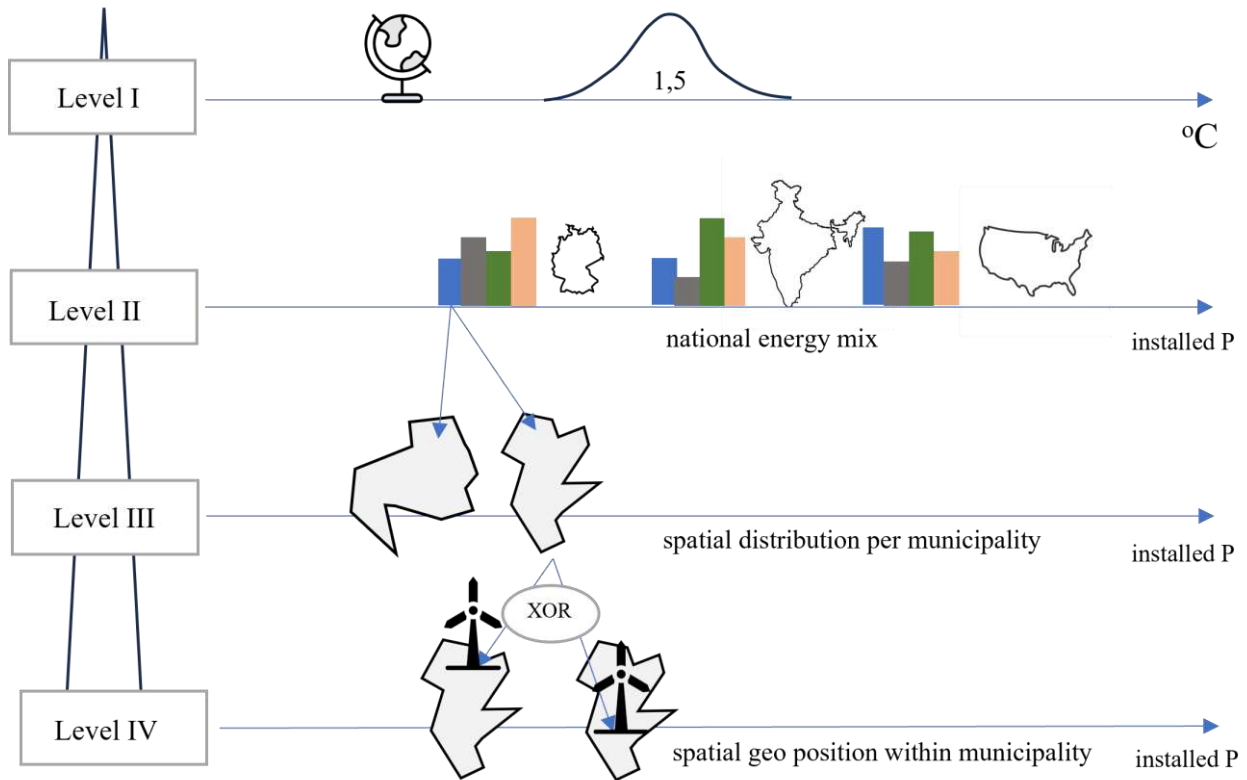 Level I
1,5
°C
Level II
national energy mix
installed P
Level III
spatial distribution per municipality
installed P
XOR
Level IV
spatial geo position within municipality
installed P